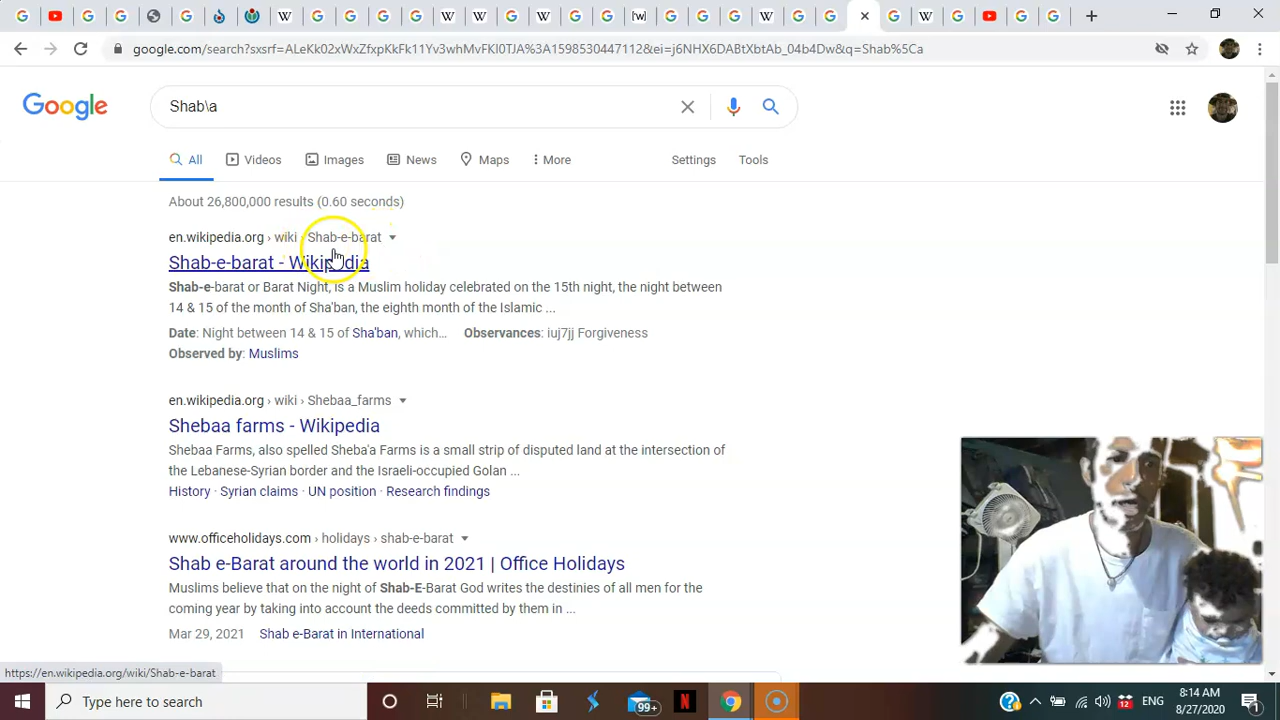 google.com/search?sxsrf=ALeKk02xWxZfxpKkFk11Yv3whMvFKI0TJA%3A1598530447112&ei=j6NHX6DABtXbtAb_04b4Dw&q=Shab%5Ca
Google
Shab\a
All
Videos
Images
News
Maps
More
Settings
Tools
About 26,800,000 results (0.60 seconds)
en.wikipedia.org › wiki › Shab-e-barat
Shab-e-barat - Wikipedia
Shab-e-barat or Barat Night, is a Muslim holiday celebrated on the 15th night, the night between
14 & 15 of the month of Sha'ban, the eighth month of the Islamic ...
Date: Night between 14 & 15 of Sha'ban, which... Observances: iuj7jj Forgiveness
Observed by: Muslims
en.wikipedia.org › wiki › Shebaa_farms
Shebaa farms - Wikipedia
Shebaa Farms, also spelled Sheba'a Farms is a small strip of disputed land at the intersection of
the Lebanese-Syrian border and the Israeli-occupied Golan ...
History · Syrian claims · UN position · Research findings
www.officeholidays.com › holidays › shab-e-barat
Shab e-Barat around the world in 2021 | Office Holidays
Muslims believe that on the night of Shab-E-Barat God writes the destinies of all men for the
coming year by taking into account the deeds committed by them in ...
Mar 29, 2021 Shab e-Barat in International
https://en.wikipedia.org/wiki/Shab-e-barat
Type here to search
99+
N
12
ENG
8:14 AM
8/27/2020
1